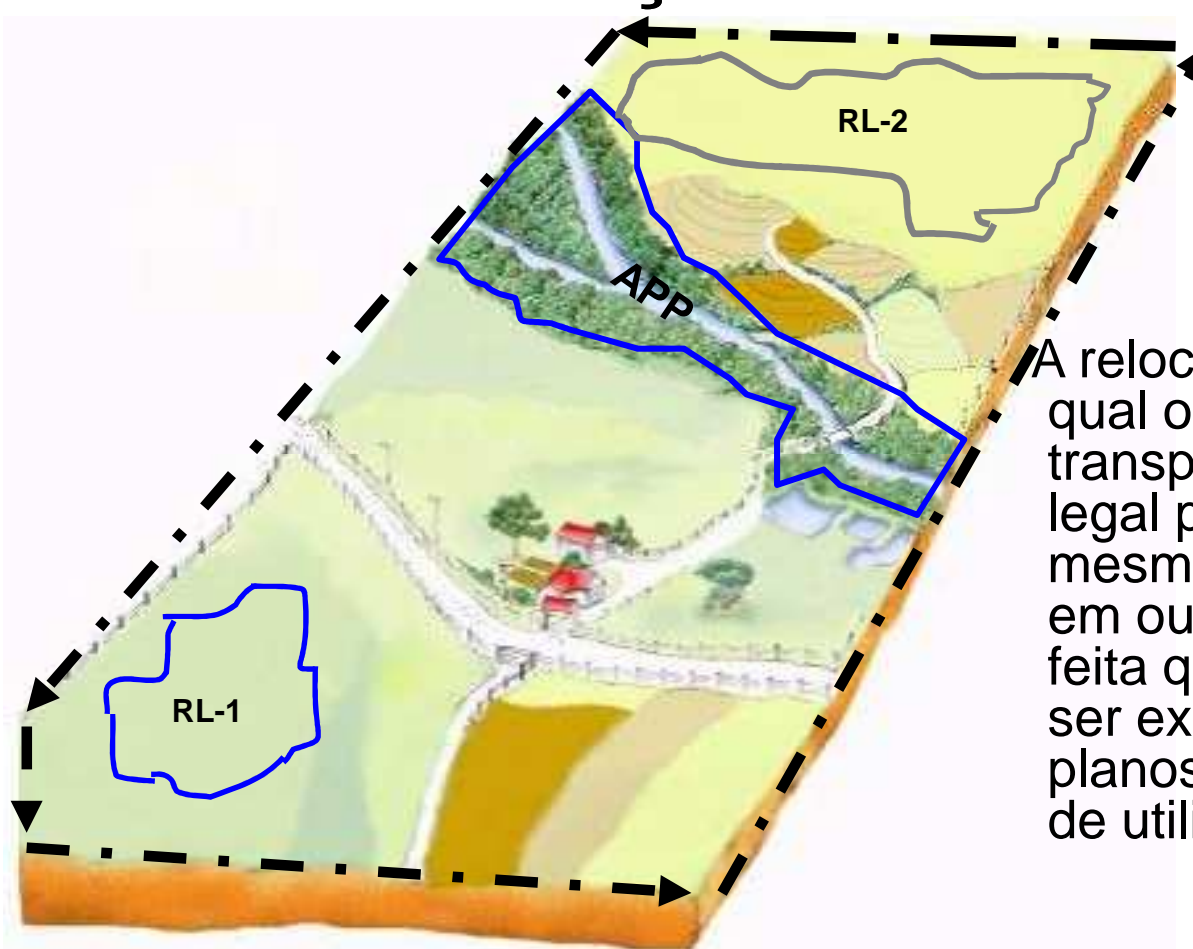 RL-2
APP
A reloc
qual o
transp
legal p
mesm
em ou
feita q
ser ex
planos
de utili
RL-1